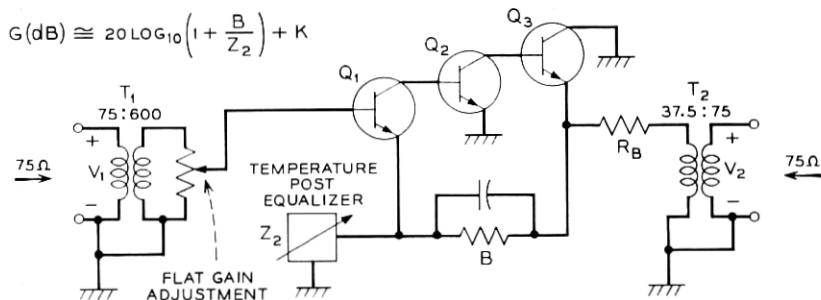 G(dB) ≅ 20 LOG10(1 + B/Z2) + K
Q1
Q2
Q3
T1
75:600
T2
37.5:75
75Ω
+
V1
−
TEMPERATURE
POST
EQUALIZER
Z2
FLAT GAIN
ADJUSTMENT
B
RB
+
V2
−
75Ω